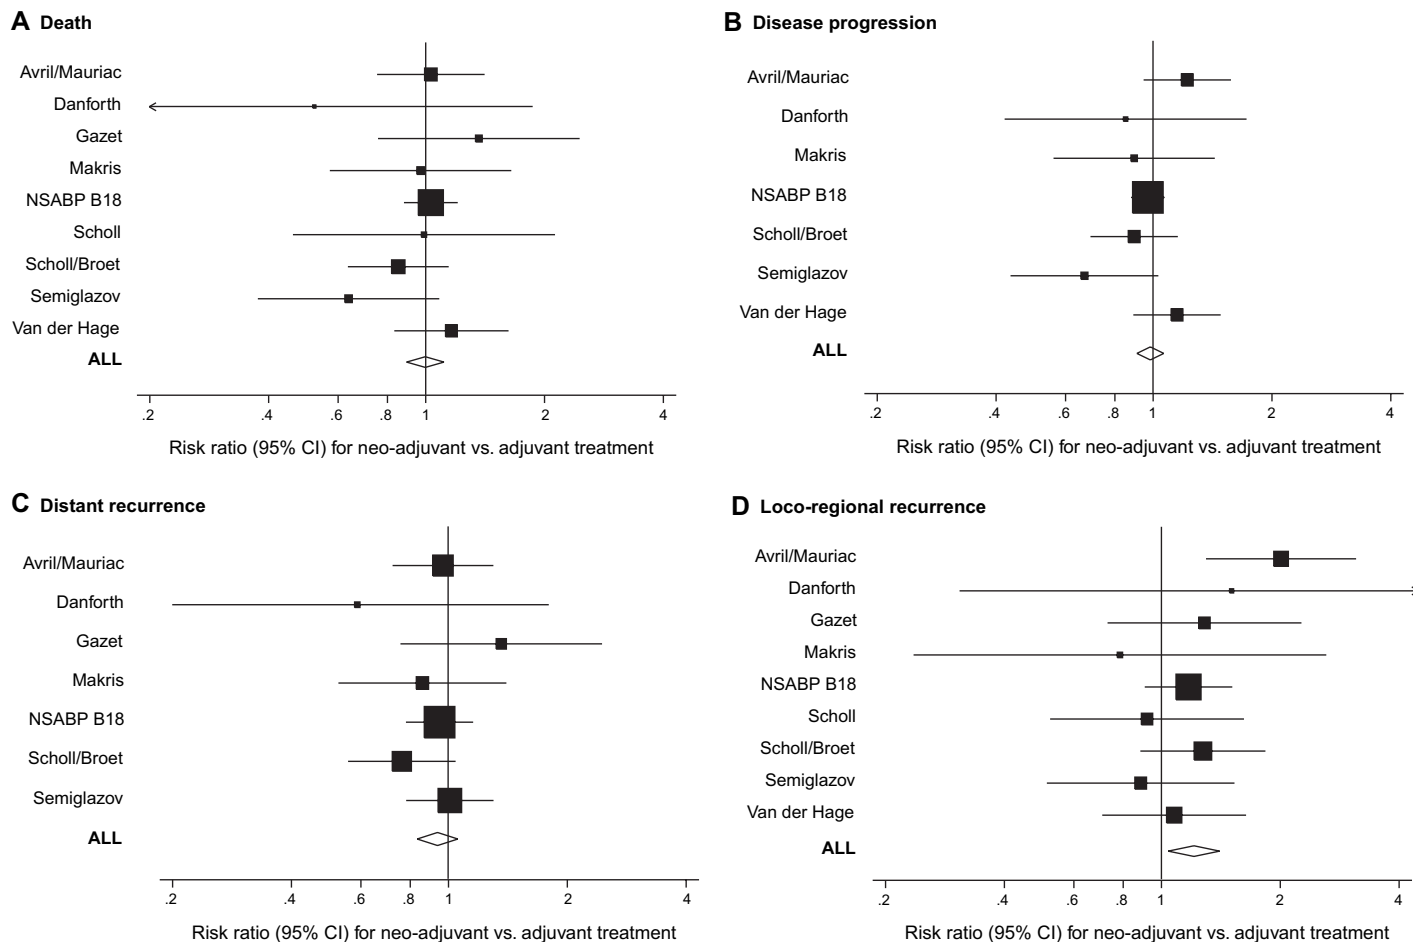 A Death
Avril/Mauriac
Danforth
Gazet
Makris
NSABP B18
Scholl
Scholl/Broet
Semiglazov
Van der Hage
ALL
.2 .4 .6 .8 1 2 4
Risk ratio (95% CI) for neo-adjuvant vs. adjuvant treatment
B Disease progression
Avril/Mauriac
Danforth
Makris
NSABP B18
Scholl/Broet
Semiglazov
Van der Hage
ALL
.2 .4 .6 .8 1 2 4
Risk ratio (95% CI) for neo-adjuvant vs. adjuvant treatment
C Distant recurrence
Avril/Mauriac
Danforth
Gazet
Makris
NSABP B18
Scholl/Broet
Semiglazov
ALL
.2 .4 .6 .8 1 2 4
Risk ratio (95% CI) for neo-adjuvant vs. adjuvant treatment
D Loco-regional recurrence
Avril/Mauriac
Danforth
Gazet
Makris
NSABP B18
Scholl
Scholl/Broet
Semiglazov
Van der Hage
ALL
.2 .4 .6 .8 1 2 4
Risk ratio (95% CI) for neo-adjuvant vs. adjuvant treatment